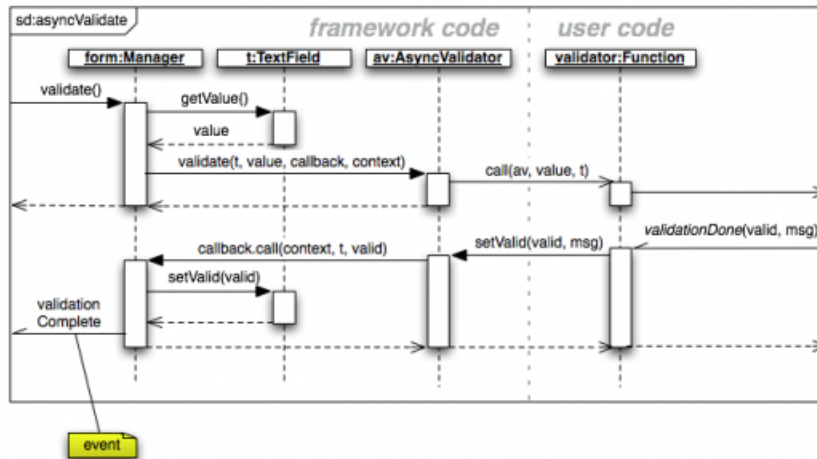 sd:asyncValidate
framework code
user code
form:Manager
t:TextField
av:AsyncValidator
validator:Function
validate()
getValue()
value
validate(t, value, callback, context)
call(av, value, t)
validationDone(valid, msg)
setValid(valid, msg)
callback.call(context, t, valid)
setValid(valid)
validation
Complete
event